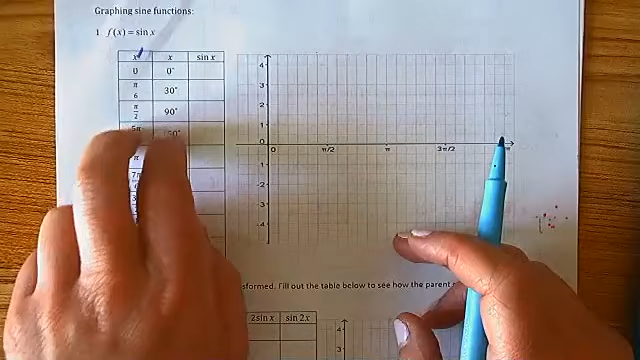 Graphing sine functions:
1 f(x) = sin x
x x sin x
0 0°
π/6 30°
π/2 90°
5π
π
7π
4
3
2
1
0
0 π/2 π 3π/2
-1
-2
-3
-4
sformed. Fill out the table below to see how the parent
2sin x sin 2x
4
3